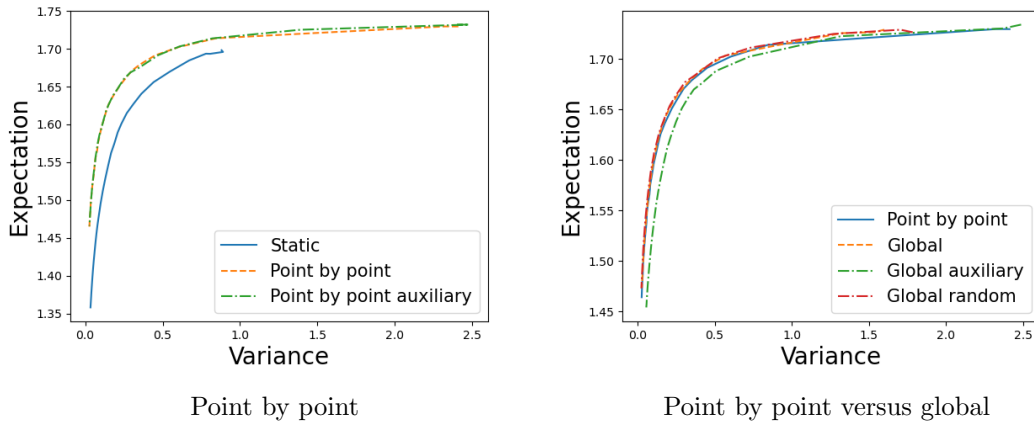 1.75
1.70
1.65
1.60
1.55
1.50
1.45
1.40
1.35
Expectation
0.0 0.5 1.0 1.5 2.0 2.5
Variance
Static
Point by point
Point by point auxiliary
Point by point
1.70
1.65
1.60
1.55
1.50
1.45
Expectation
0.0 0.5 1.0 1.5 2.0 2.5
Variance
Point by point
Global
Global auxiliary
Global random
Point by point versus global